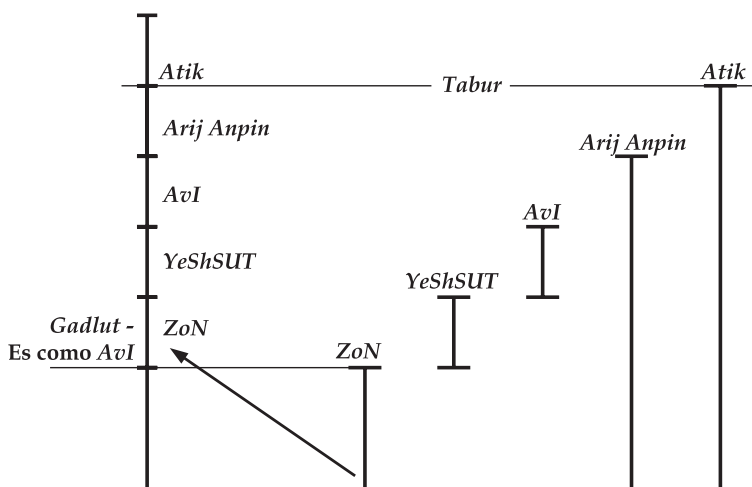 Atik
Tabur
Atik
Arij Anpin
Arij Anpin
AvI
AvI
YeShSUT
YeShSUT
Gadlut -
Es como AvI
ZoN
ZoN